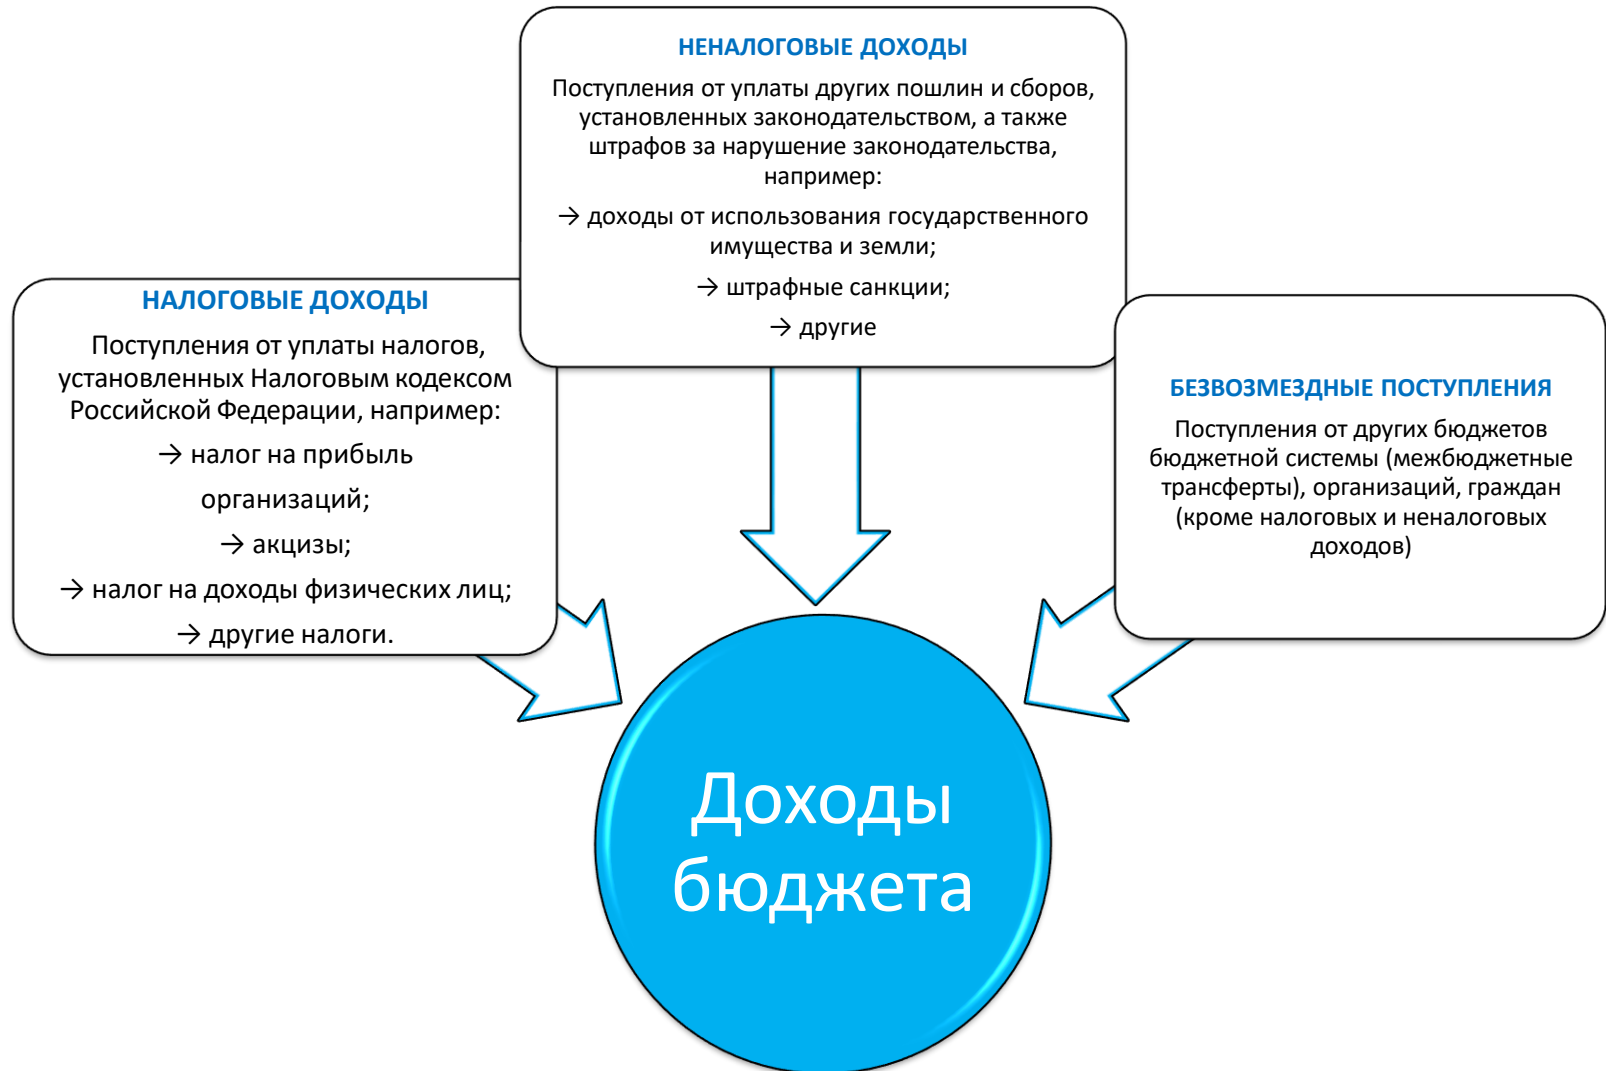 НЕНАЛОГОВЫЕ ДОХОДЫ
Поступления от уплаты других пошлин и сборов,
установленных законодательством, а также
штрафов за нарушение законодательства,
например:
→ доходы от использования государственного
имущества и земли;
→ штрафные санкции;
→ другие
НАЛОГОВЫЕ ДОХОДЫ
Поступления от уплаты налогов,
установленных Налоговым кодексом
Российской Федерации, например:
→ налог на прибыль
организаций;
→ акцизы;
→ налог на доходы физических лиц;
→ другие налоги.
БЕЗВОЗМЕЗДНЫЕ ПОСТУПЛЕНИЯ
Поступления от других бюджетов
бюджетной системы (межбюджетные
трансферты), организаций, граждан
(кроме налоговых и неналоговых
доходов)
Доходы
бюджета